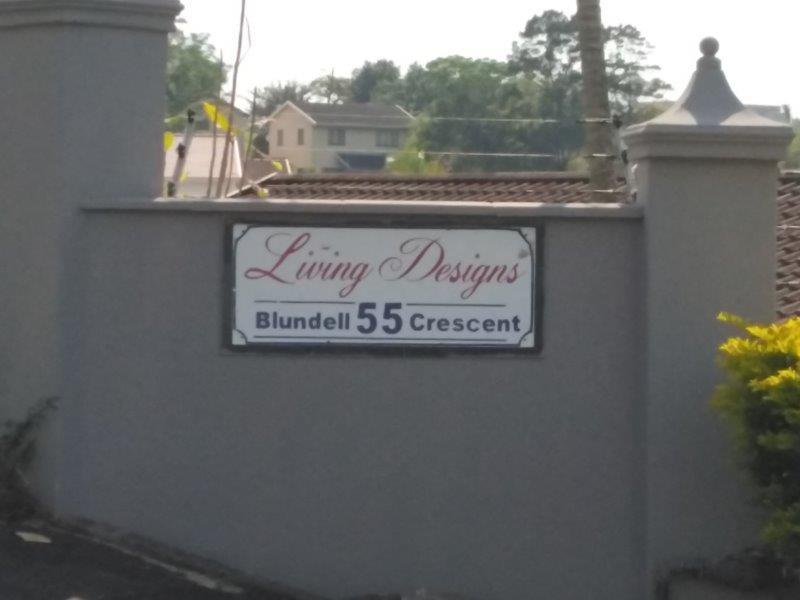 Living Designs
Blundell 55 Crescent